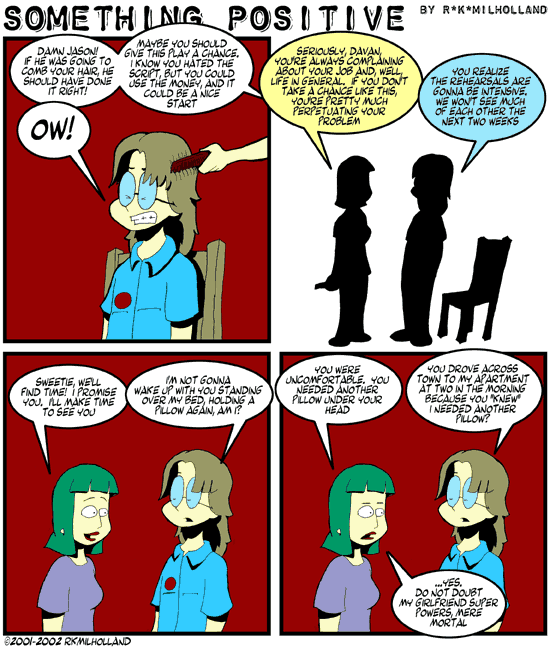 SOMETHING POSITIVE
BY R*K*MILHOLLAND
DAMN JASON!
IF HE WAS GOING TO
COMB YOUR HAIR, HE
SHOULD HAVE DONE
IT RIGHT!
MAYBE YOU SHOULD
GIVE THIS PLAY A CHANCE,
I KNOW YOU HATED THE
SCRIPT, BUT YOU COULD
USE THE MONEY, AND IT
COULD BE A NICE
START
OW!
SERIOUSLY, DAVAN,
YOU'RE ALWAYS COMPLAINING
ABOUT YOUR JOB AND, WELL,
LIFE IN GENERAL, IF YOU DON'T
TAKE A CHANCE LIKE THIS,
YOU'RE PRETTY MUCH
PERPETUATING YOUR
PROBLEM
YOU REALIZE
THE REHEARSALS ARE
GONNA BE INTENSIVE.
WE WON'T SEE MUCH
OF EACH OTHER THE
NEXT TWO WEEKS
SWEETIE, WE'LL
FIND TIME! I PROMISE
YOU. I'LL MAKE TIME
TO SEE YOU
I'M NOT GONNA
WAKE UP WITH YOU STANDING
OVER MY BED, HOLDING A
PILLOW AGAIN, AM I?
YOU WERE
UNCOMFORTABLE. YOU
NEEDED ANOTHER
PILLOW UNDER YOUR
HEAD
YOU DROVE ACROSS
TOWN TO MY APARTMENT
AT TWO IN THE MORNING
BECAUSE YOU "KNEW"
I NEEDED ANOTHER
PILLOW?
...YES.
DO NOT DOUBT
MY GIRLFRIEND SUPER
POWERS, MERE
MORTAL
©2001-2002 RKMILHOLLAND